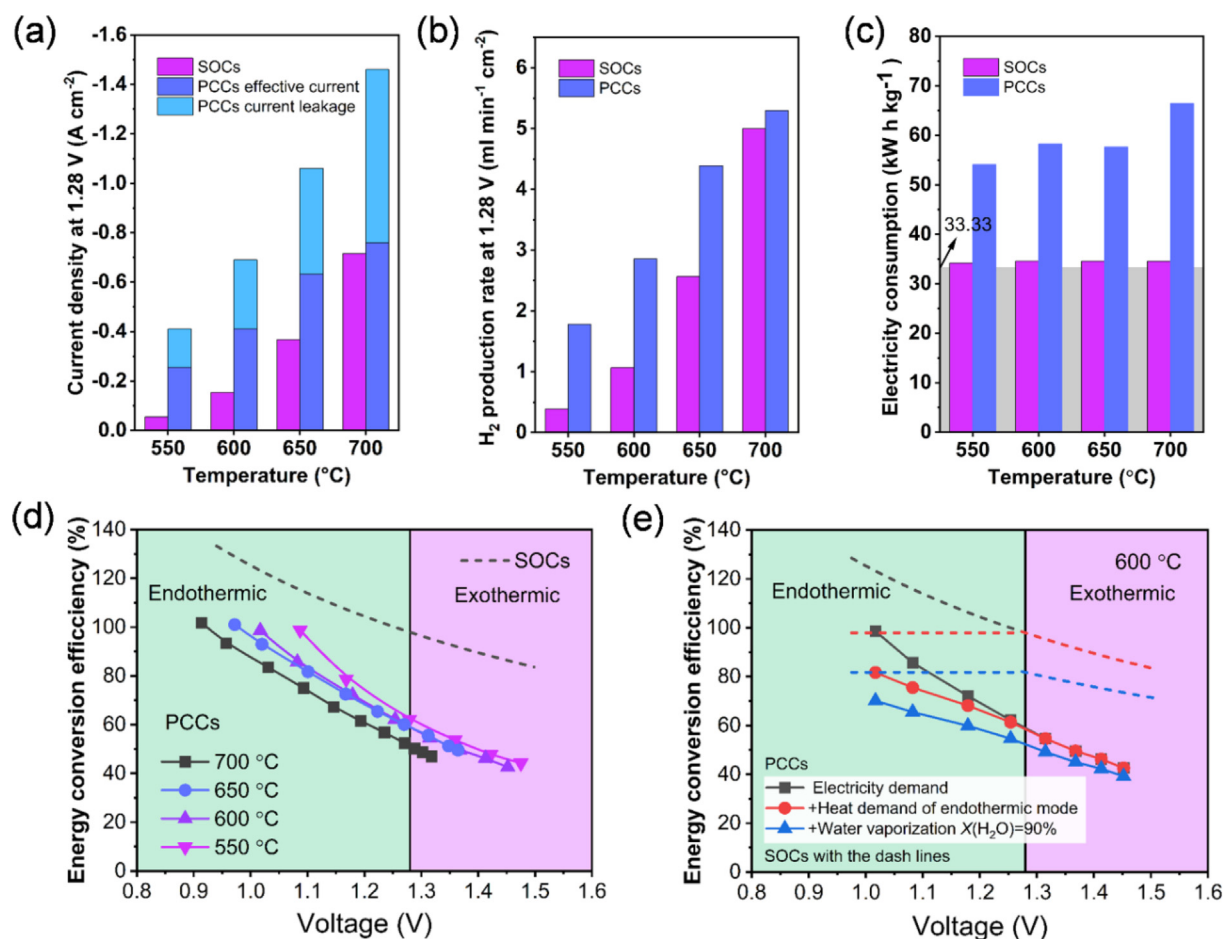 (a)
Current density at 1.28 V (A cm⁻²)
-1.6
-1.4
-1.2
-1.0
-0.8
-0.6
-0.4
-0.2
0.0
SOCs
PCCs effective current
PCCs current leakage
550 600 650 700
Temperature (°C)
(b)
H₂ production rate at 1.28 V (ml min⁻¹ cm⁻²)
6
5
4
3
2
1
0
SOCs
PCCs
550 600 650 700
Temperature (°C)
(c)
Electricity consumption (kW h kg⁻¹)
80
70
60
50
40
30
20
10
0
SOCs
PCCs
33.33
550 600 650 700
Temperature (°C)
(d)
Energy conversion efficciency (%)
140
120
100
80
60
40
20
0
SOCs
Endothermic
Exothermic
PCCs
700 °C
650 °C
600 °C
550 °C
0.8 0.9 1.0 1.1 1.2 1.3 1.4 1.5 1.6
Voltage (V)
(e)
Energy conversion efficciency (%)
140
120
100
80
60
40
20
0
600 °C
Endothermic
Exothermic
PCCs
Electricity demand
+Heat demand of endothermic mode
+Water vaporization X(H₂O)=90%
SOCs with the dash lines
0.8 0.9 1.0 1.1 1.2 1.3 1.4 1.5 1.6
Voltage (V)